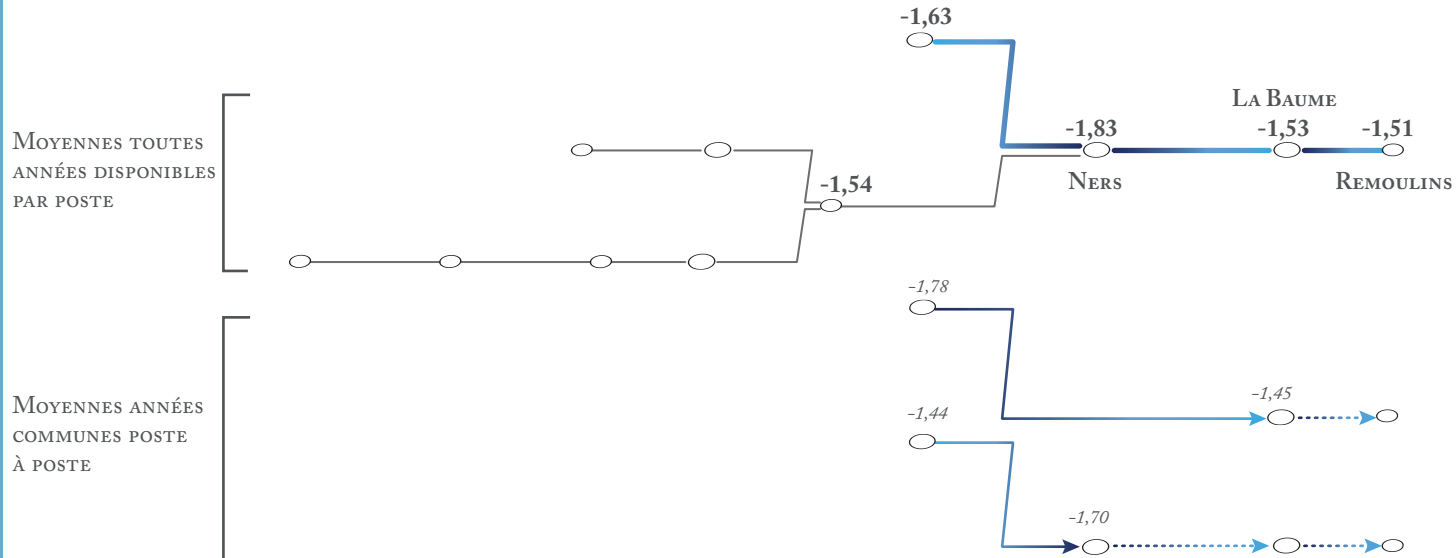 -1,63
La Baume
-1,83 -1,53 -1,51
Moyennes toutes
années disponibles
par poste
-1,54
Ners Remoulins
-1,78
Moyennes années
communes poste
à poste
-1,45
-1,44
-1,70